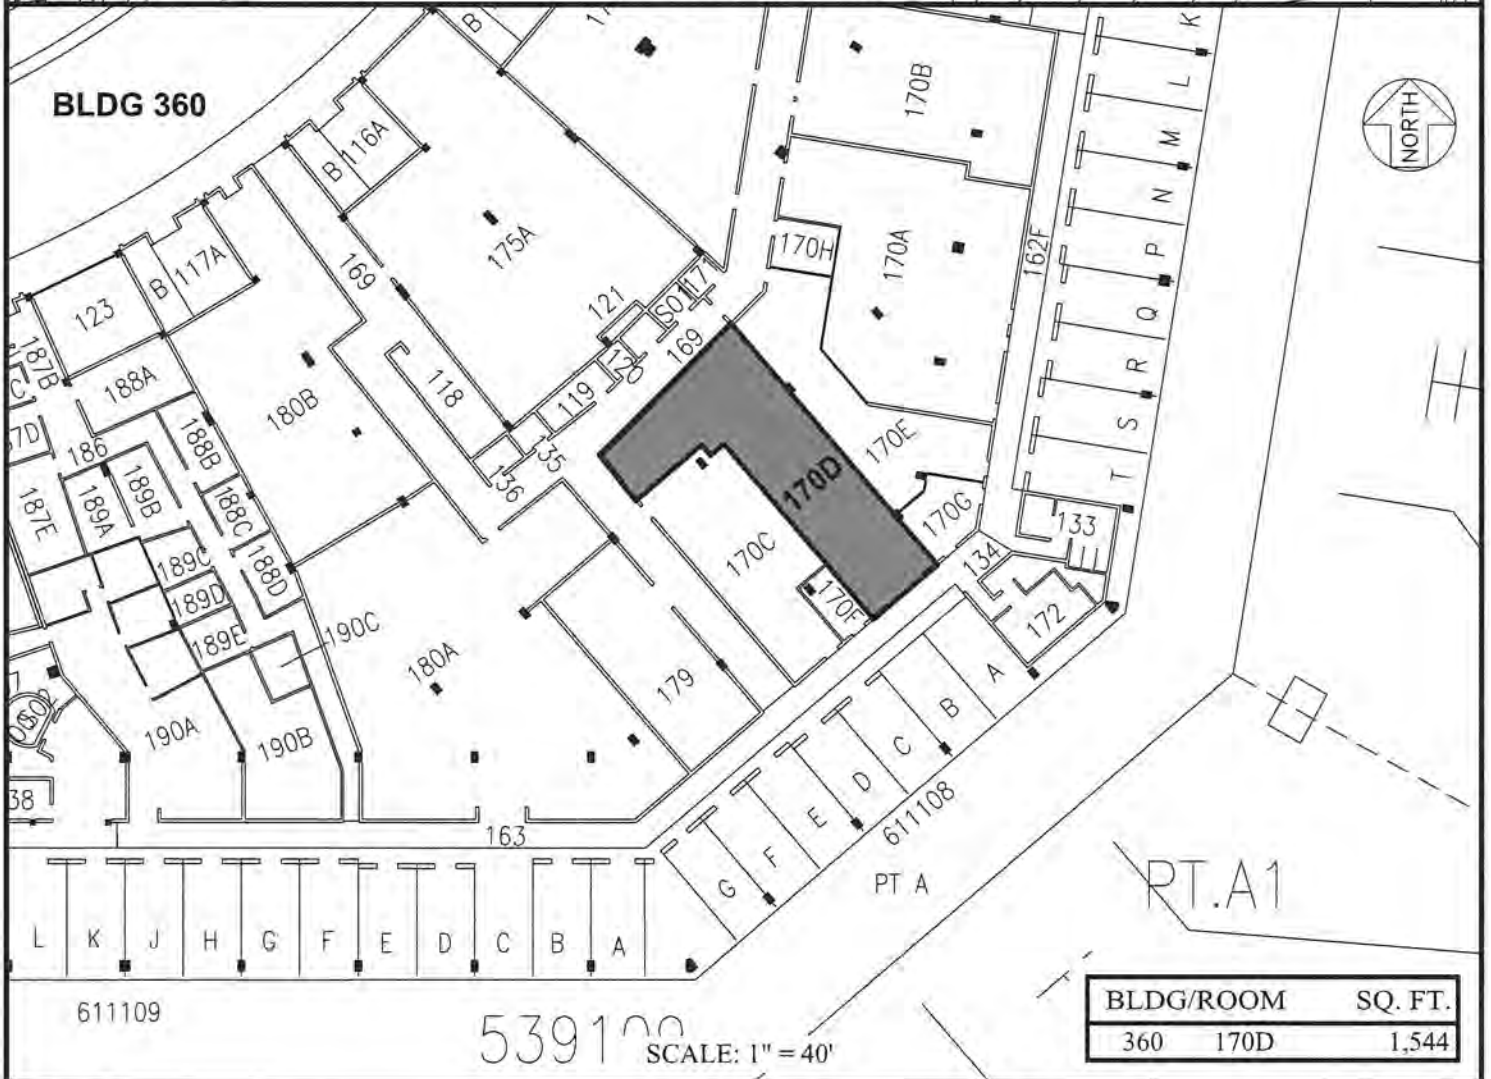 BLDG 360
NORTH
B
170B
K
L
M
N
P
Q
R
S
T
116A
B
175A
170H
170A
162F
117A
B
123
169
187B
188A
180B
118
121
120
119
S01
171
169
135
136
186
188B
189B
189A
187E
188C
188D
189C
189D
189E
190C
190A
190B
180A
179
170C
170D
170E
170G
170F
133
134
172
A
B
C
D
E
F
G
611108
PT A
PT.A1
H
163
L K J H G F E D C B A
611109
SCALE: 1" = 40'
BLDG/ROOM SQ. FT.
360 170D 1,544